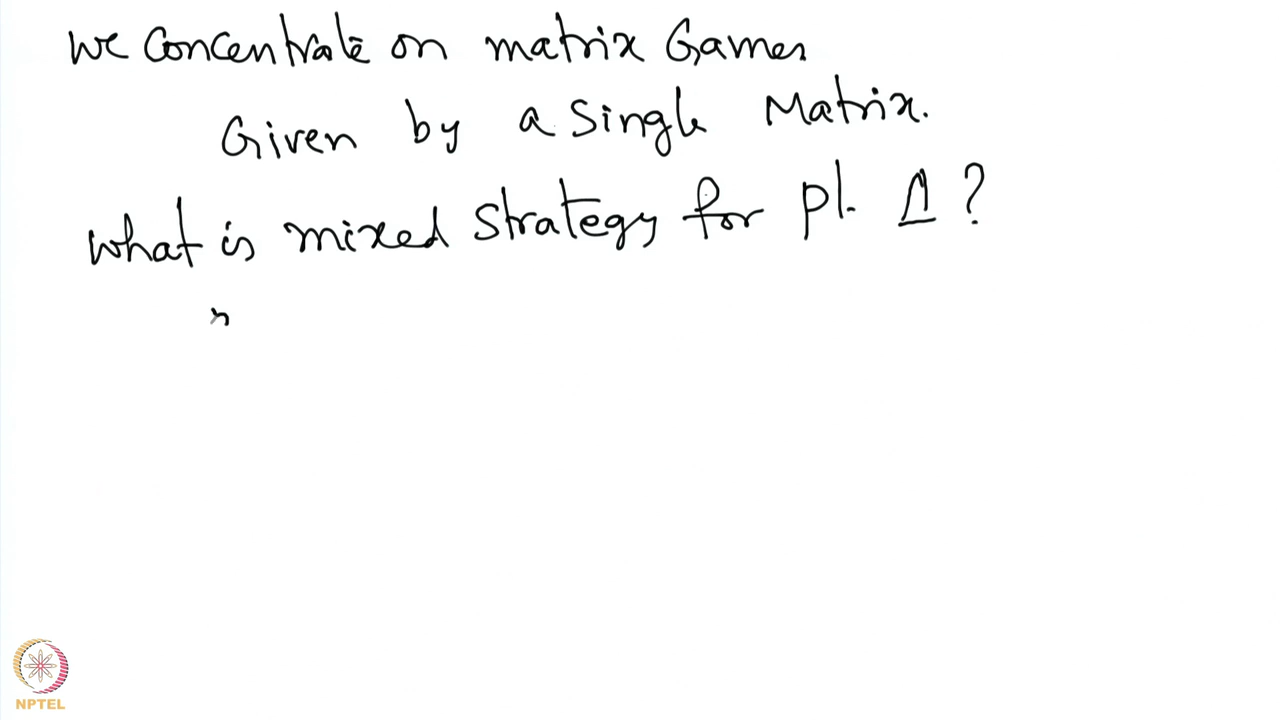 we concentrate on matrix Games
Given by a single Matrix.
what is mixed strategy for pl. 1?
NPTEL